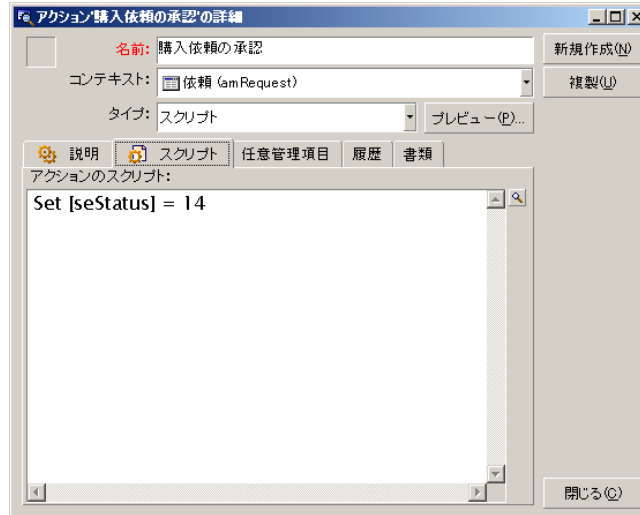 アクション'購入依頼の承認'の詳細
名前: 購入依頼の承認
新規作成(N)
コンテキスト: 依頼 (amRequest)
複製(U)
タイプ: スクリプト
プレビュー(P)...
説明 スクリプト 任意管理項目 履歴 書類
アクションのスクリプト:
Set [seStatus] = 14
閉じる(C)